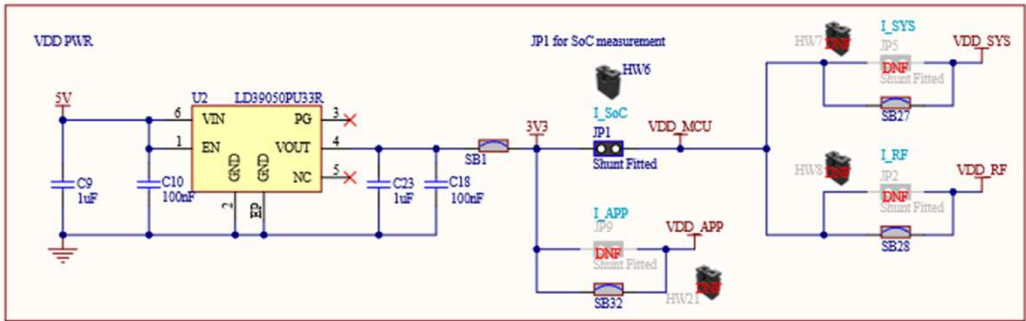 VDD PWR
JP1 for SoC measurement
HW6
I_SYS
HW7
DNF
JP5
DNF
Shunt Fitted
VDD_SYS
SB27
5V
U2
LD39050PU33R
6
VIN
PG
3
1
EN
VOUT
4
NC
5
GND
GND
2
EP
C9
1uF
C10
100nF
C23
1uF
C18
100nF
SB1
3V3
I_SoC
JP1
Shunt Fitted
VDD_MCU
I_RF
HW8
DNF
JP2
DNF
Shunt Fitted
VDD_RF
SB28
I_APP
JP9
DNF
Shunt Fitted
VDD_APP
SB32
HW21
DNF